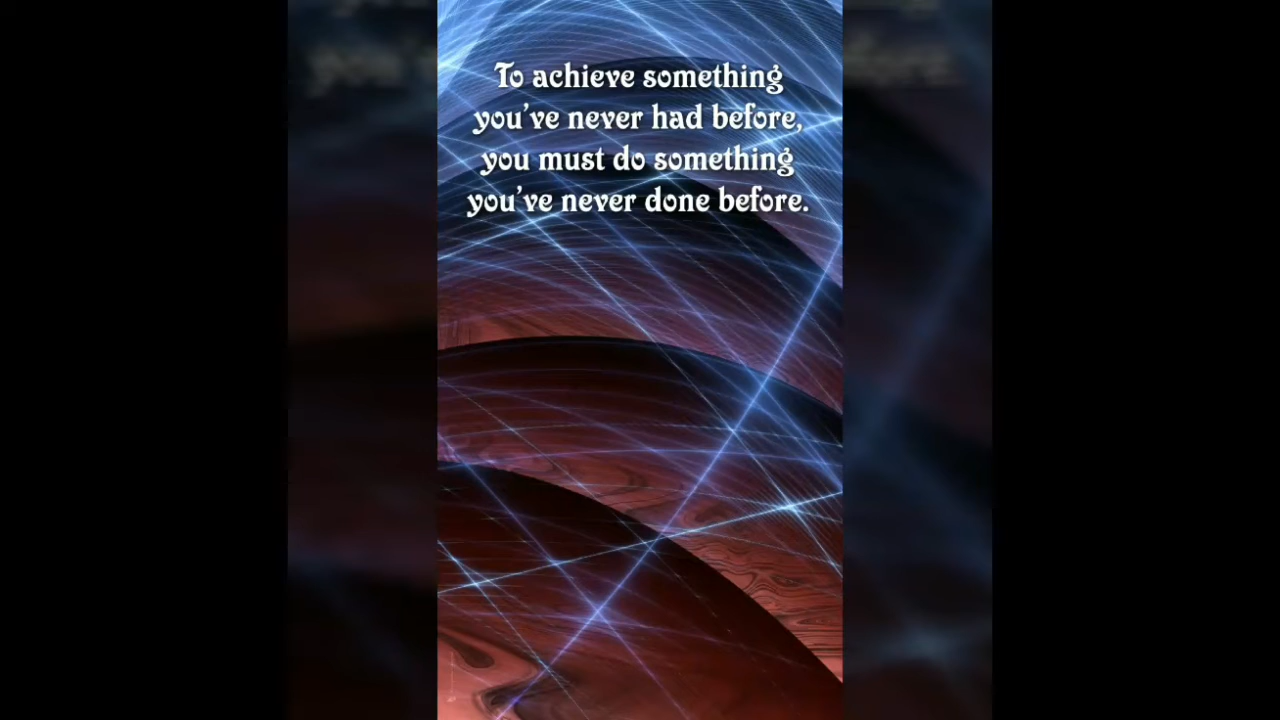 To achieve something
you've never had before,
you must do something
you've never done before.